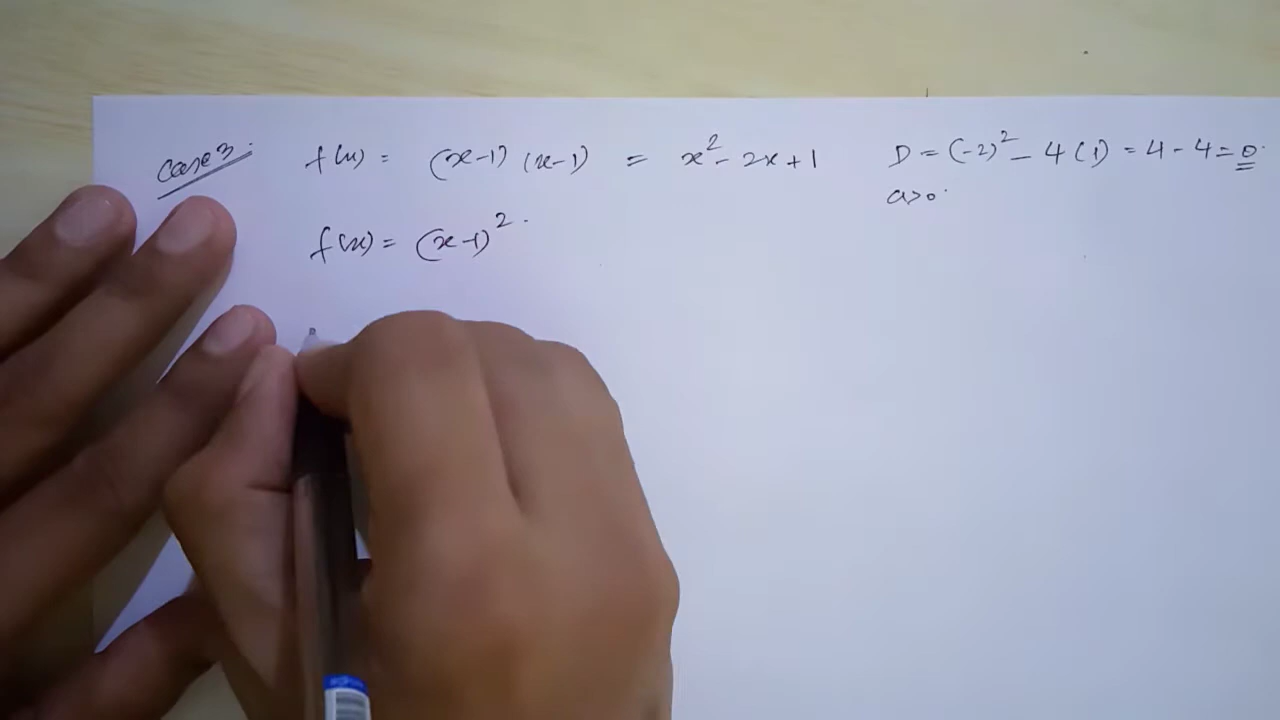 Case 3. f(x) = (x-1) (x-1) = x² - 2x + 1 D = (-2)² - 4(1) = 4 - 4 = 0.
a>0.
f(x) = (x-1)².